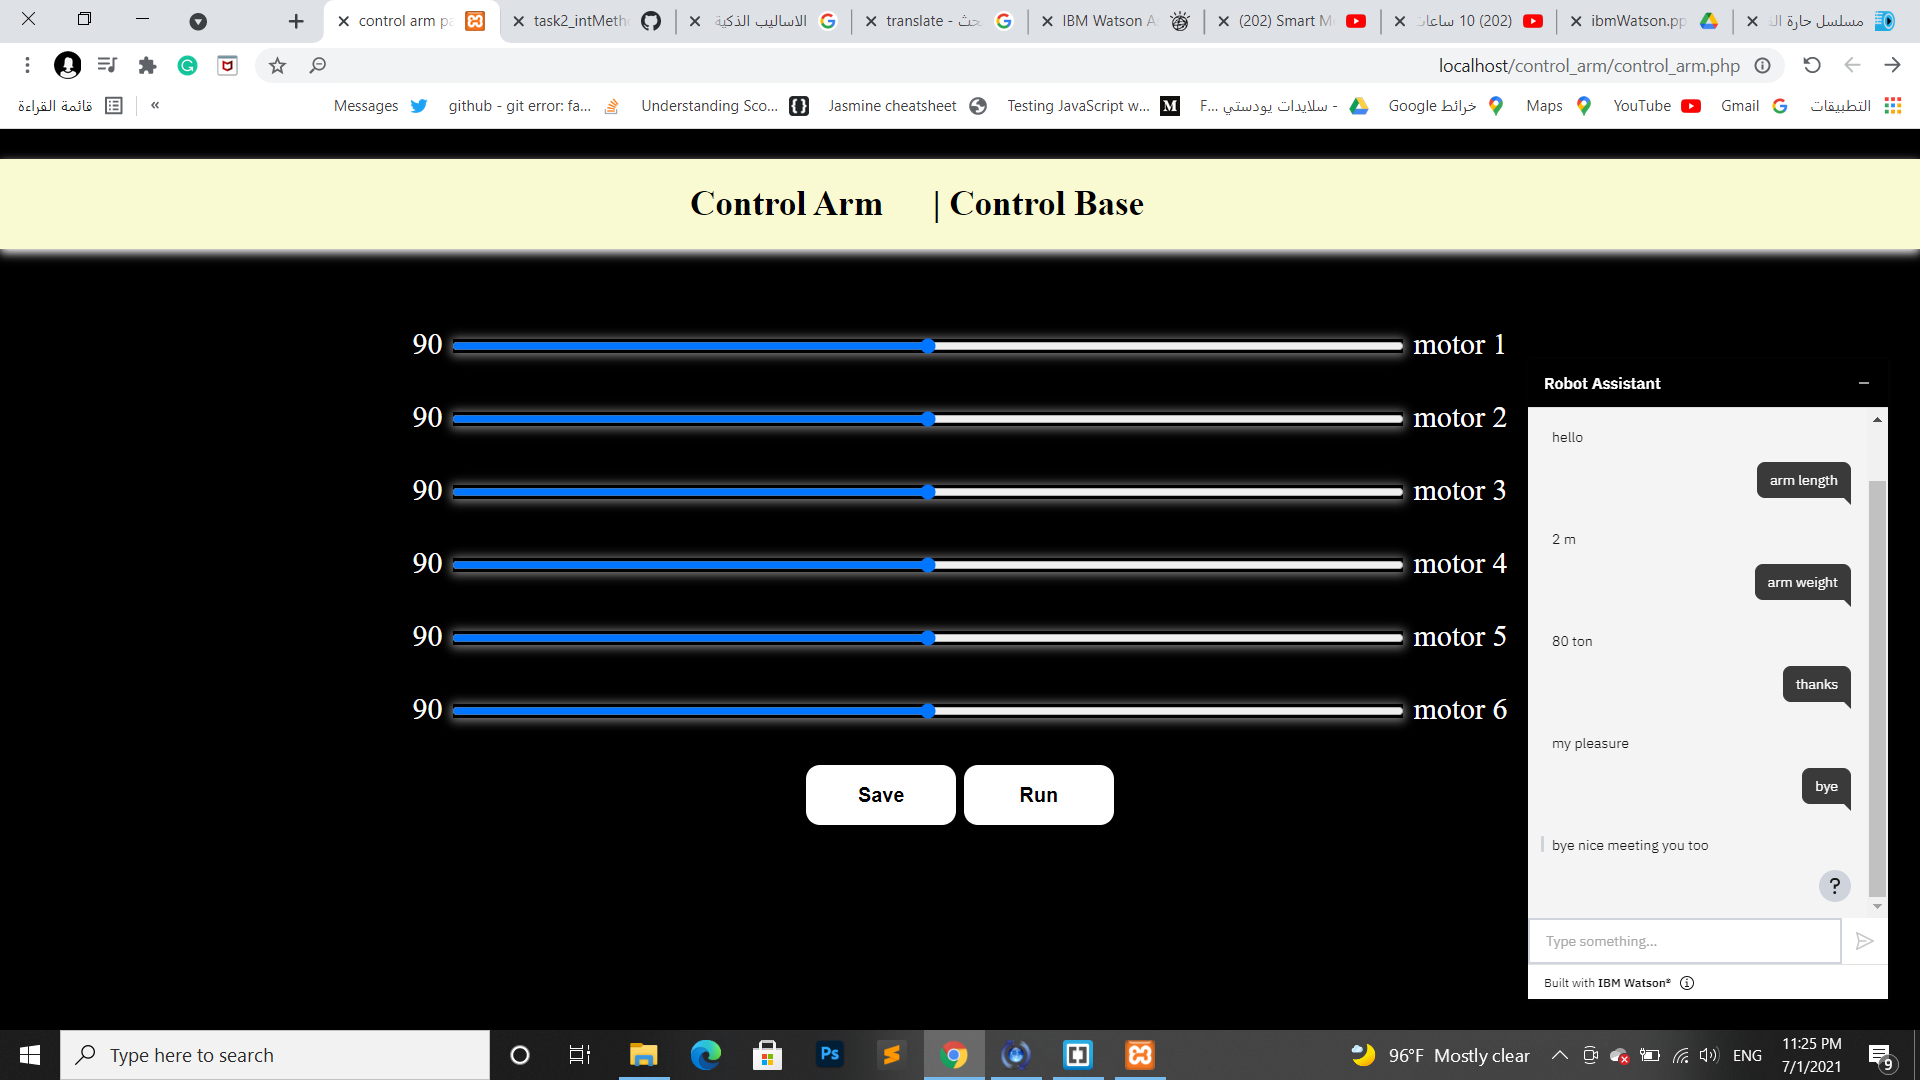 control arm pa
task2_intMeth
الاساليب الذكية
translate - بحث
IBM Watson A
(202) Smart M
(202) 10 ساعات
ibmWatson.pp
مسلسل حارة
localhost/control_arm/control_arm.php
قائمة القراءة
«
Messages
github - git error: fa...
Understanding Sco...
Jasmine cheatsheet
Testing JavaScript w...
سلايدات يودستي - F...
خرائط Google
Maps
YouTube
Gmail
التطبيقات
Control Arm | Control Base
90 motor 1
90 motor 2
90 motor 3
90 motor 4
90 motor 5
90 motor 6
Save Run
Robot Assistant
hello
arm length
2 m
arm weight
80 ton
thanks
my pleasure
bye
bye nice meeting you too
?
Type something...
Built with IBM Watson®
Type here to search
Ps
96°F Mostly clear
ENG
11:25 PM
7/1/2021
9